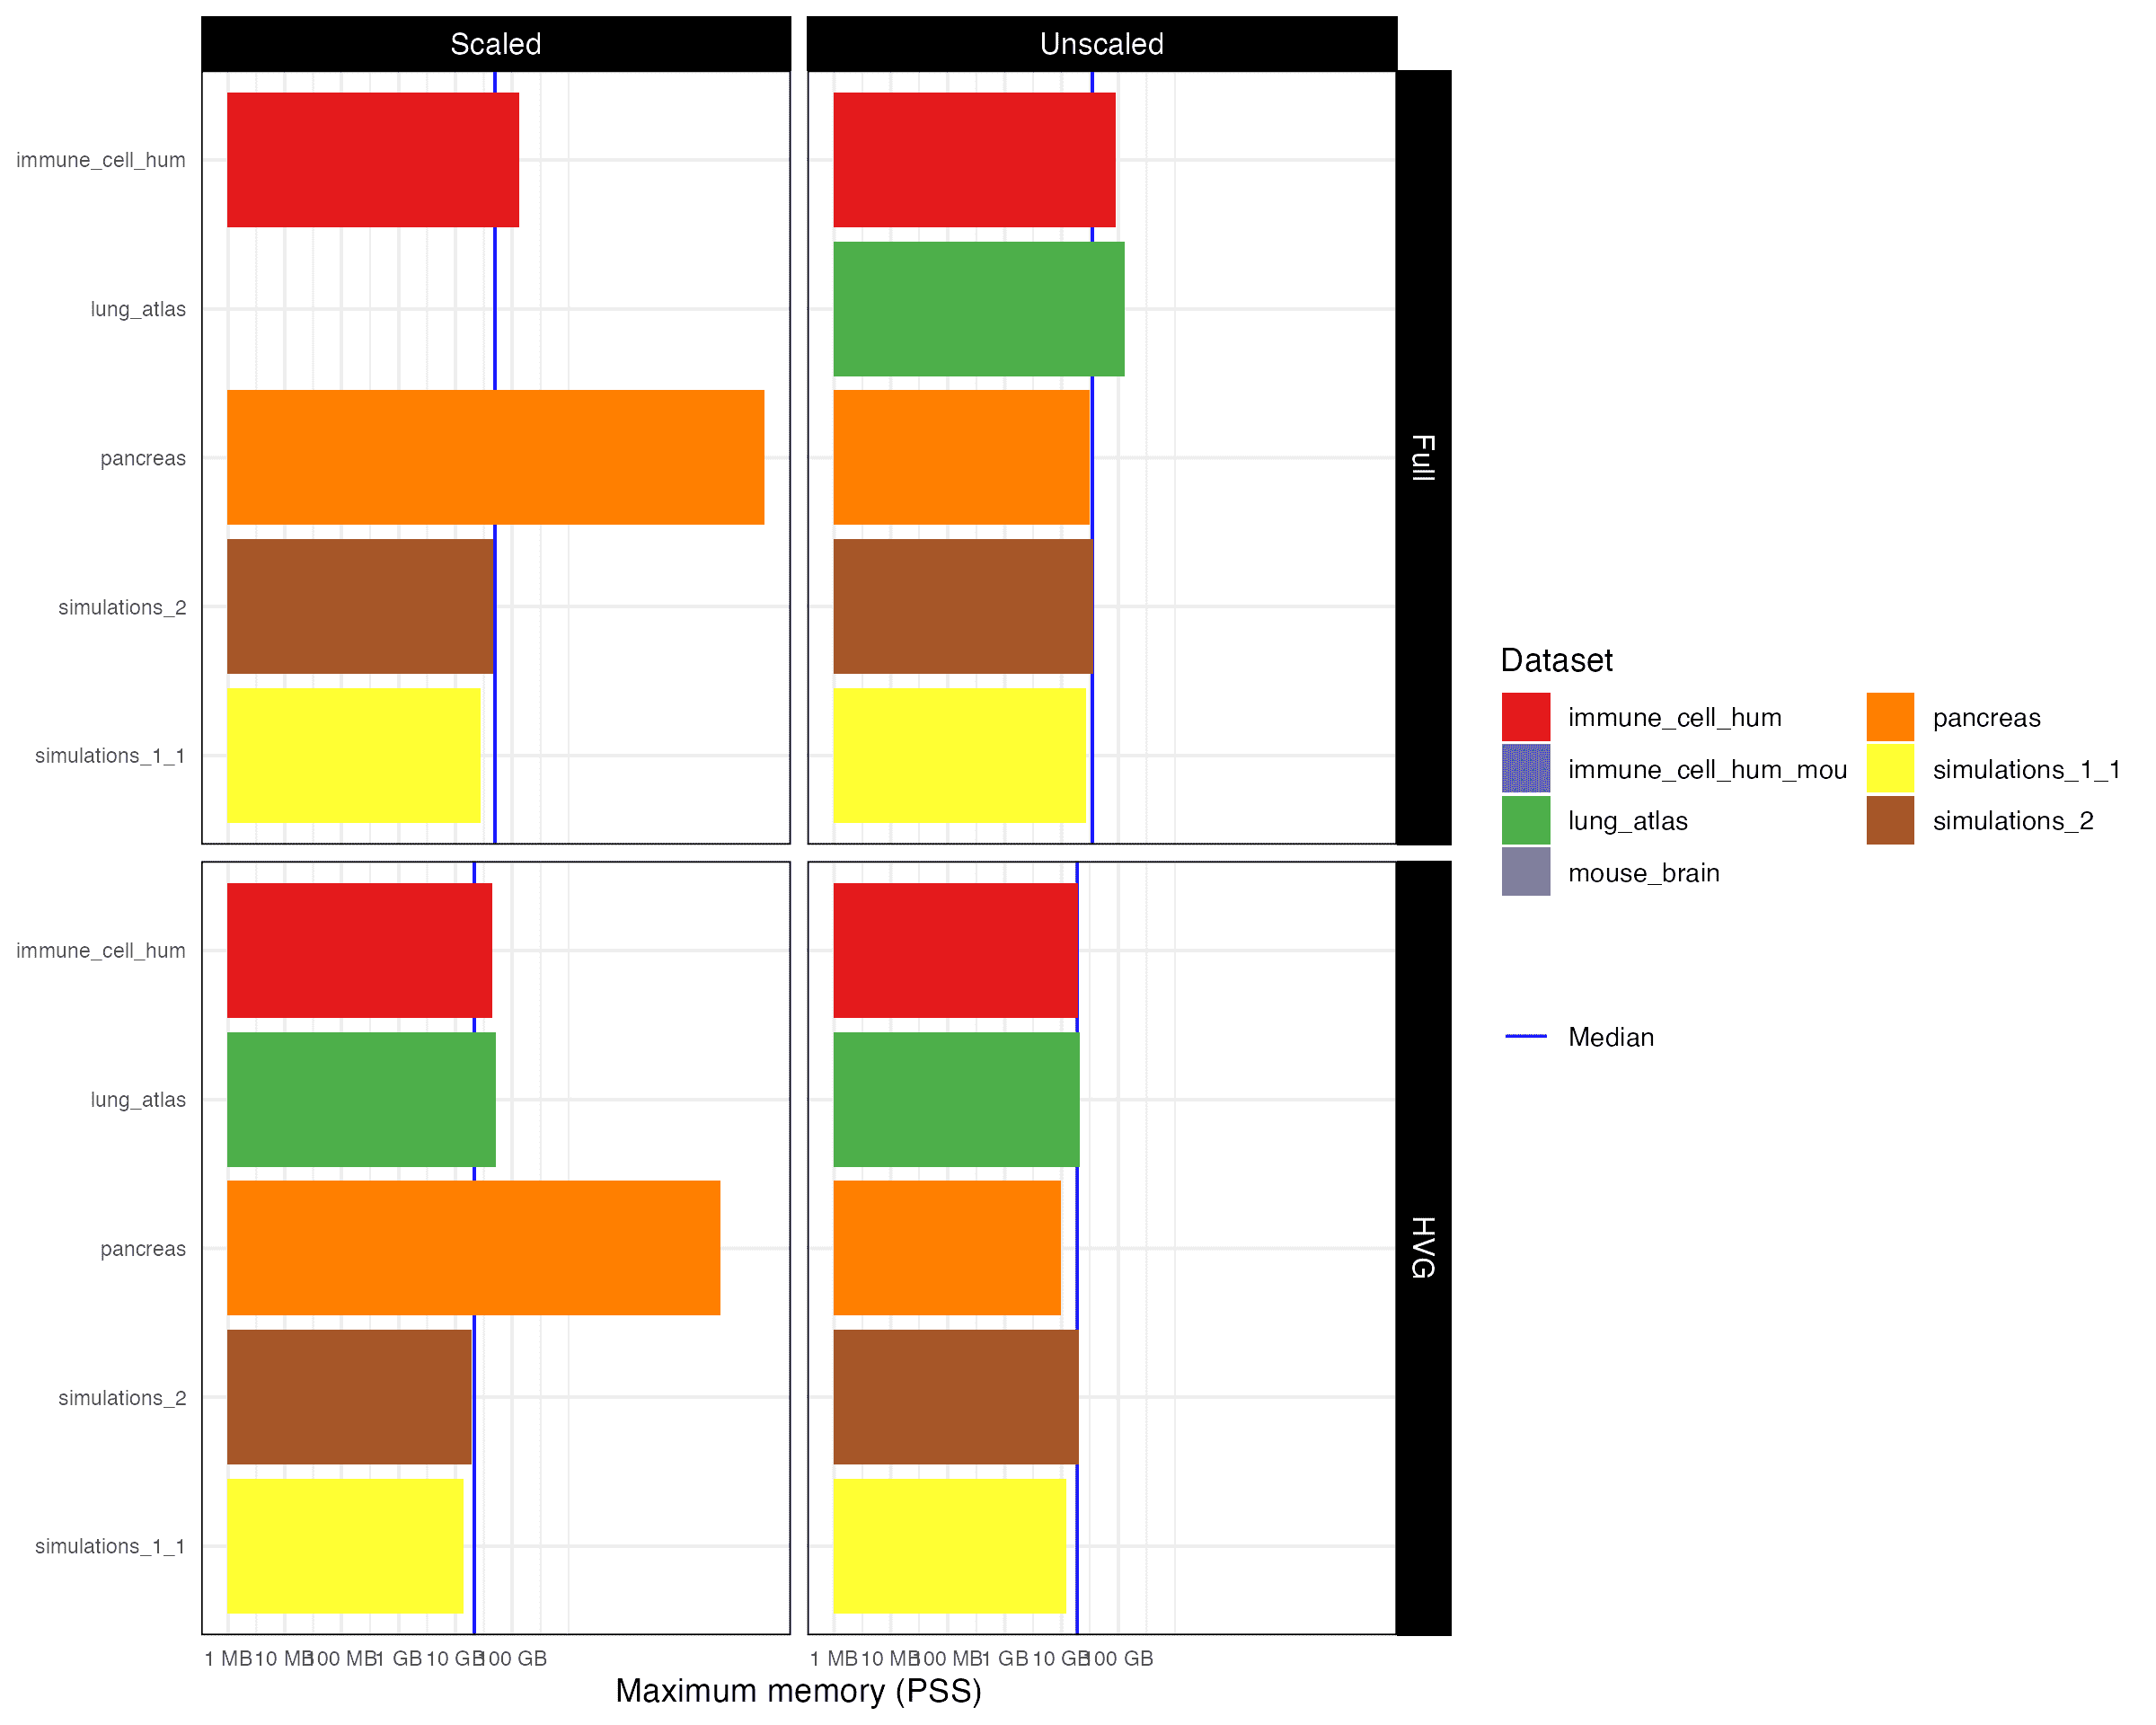 Scaled
Unscaled
immune_cell_hum
lung_atlas
pancreas
simulations_2
simulations_1_1
Full
immune_cell_hum
lung_atlas
pancreas
simulations_2
simulations_1_1
HVG
1 MB 10 MB 100 MB 1 GB 10 GB 100 GB
1 MB 10 MB 100 MB 1 GB 10 GB 100 GB
Maximum memory (PSS)
Dataset
immune_cell_hum
immune_cell_hum_mou
lung_atlas
mouse_brain
pancreas
simulations_1_1
simulations_2
Median